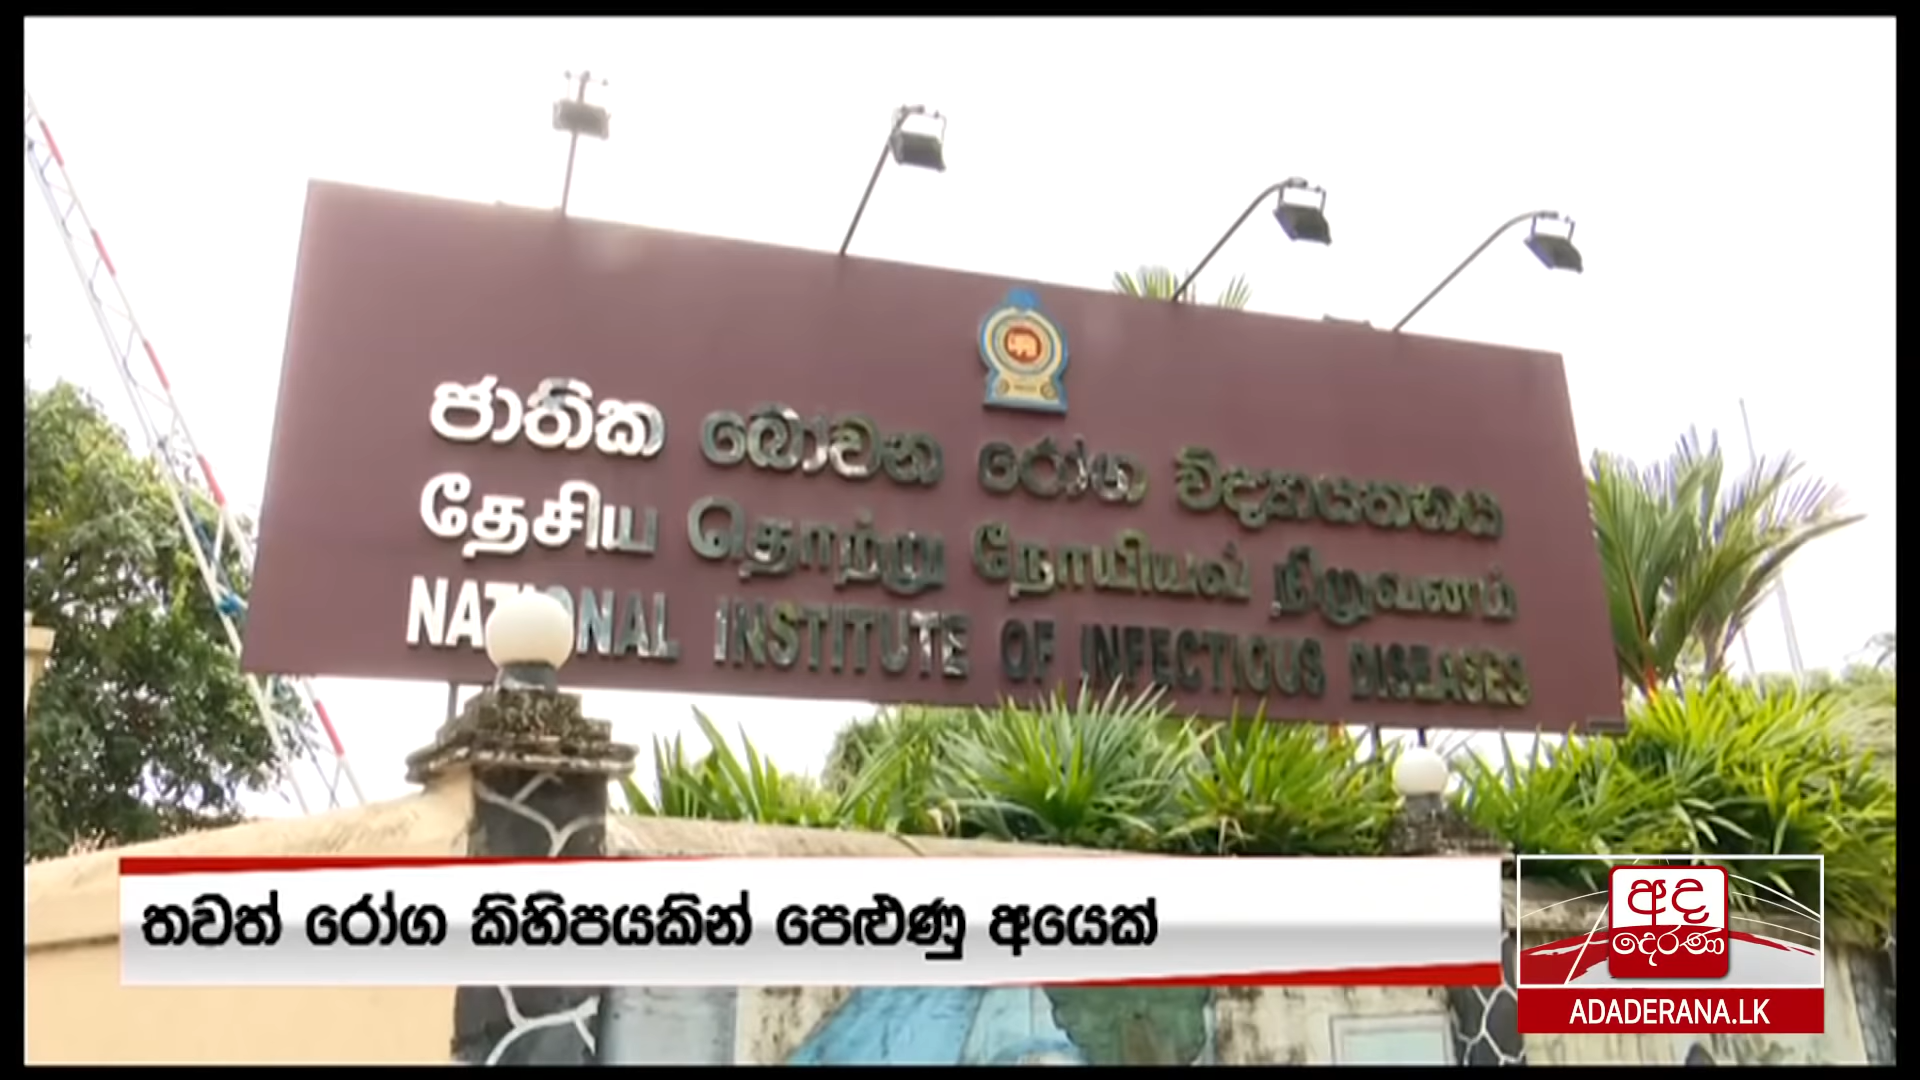 ජාතික බෝවන රෝග විද්‍යායතනය
தேசிய தொற்று நோயியல் நிறுவனம்
NATIONAL INSTITUTE OF INFECTIOUS DISEASES
තවත් රෝග කිහිපයකින් පෙළුණු අයෙක්
අද
දෙරණ
ADADERANA.LK